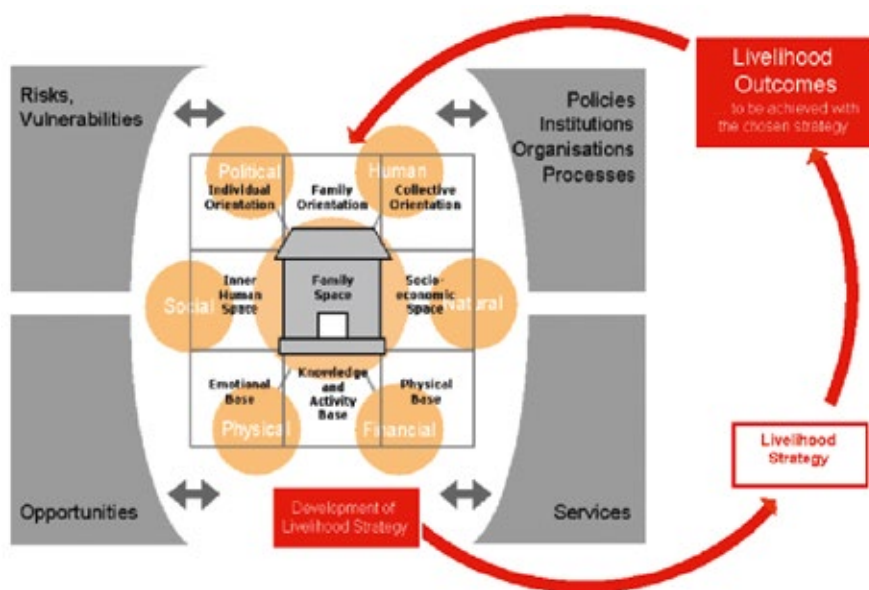 Livelihood
Outcomes
... to be achieved with
the chosen strategy
Risks,
Vulnerabilities
Policies
Institutions
Organisations
Processes
Political
Human
Individual
Orientation
Family
Orientation
Collective
Orientation
Social
Inner
Human
Space
Family
Space
Socio-
economic
Space
Natural
Emotional
Base
Knowledge
and
Activity
Base
Physical
Base
Physical
Financial
Livelihood
Strategy
Opportunities
Development of
Livelihood Strategy
Services